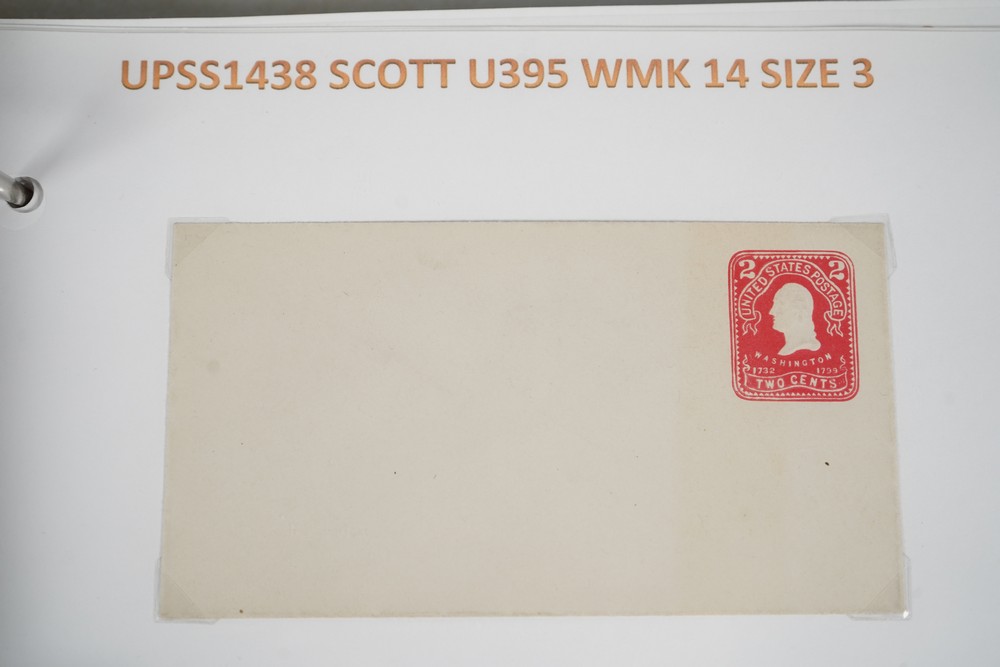 UPSS1438 SCOTT U395 WMK 14 SIZE 3
2 2
UNITED STATES POSTAGE
WASHINGTON
1732 1799
TWO CENTS